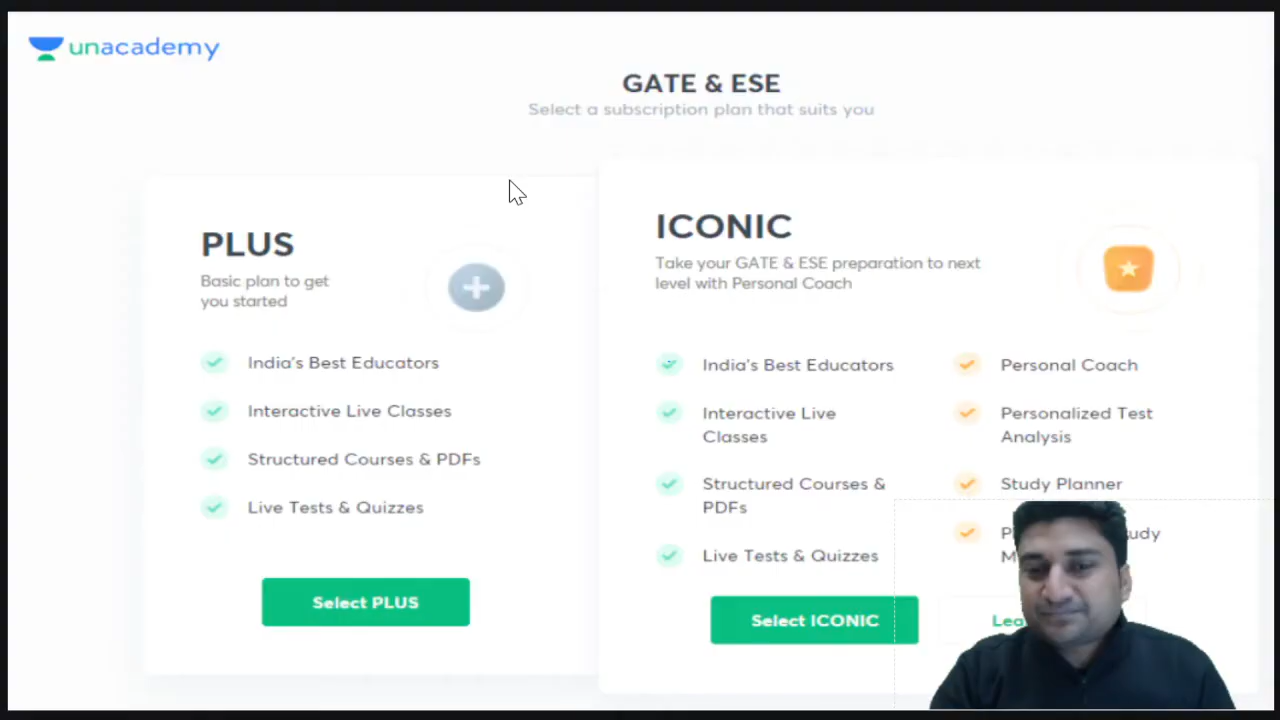 unacademy
GATE & ESE
Select a subscription plan that suits you
PLUS
Basic plan to get
you started
India's Best Educators
Interactive Live Classes
Structured Courses & PDFs
Live Tests & Quizzes
Select PLUS
ICONIC
Take your GATE & ESE preparation to next
level with Personal Coach
India's Best Educators
Interactive Live
Classes
Structured Courses &
PDFs
Live Tests & Quizzes
Personal Coach
Personalized Test
Analysis
Study Planner
Select ICONIC